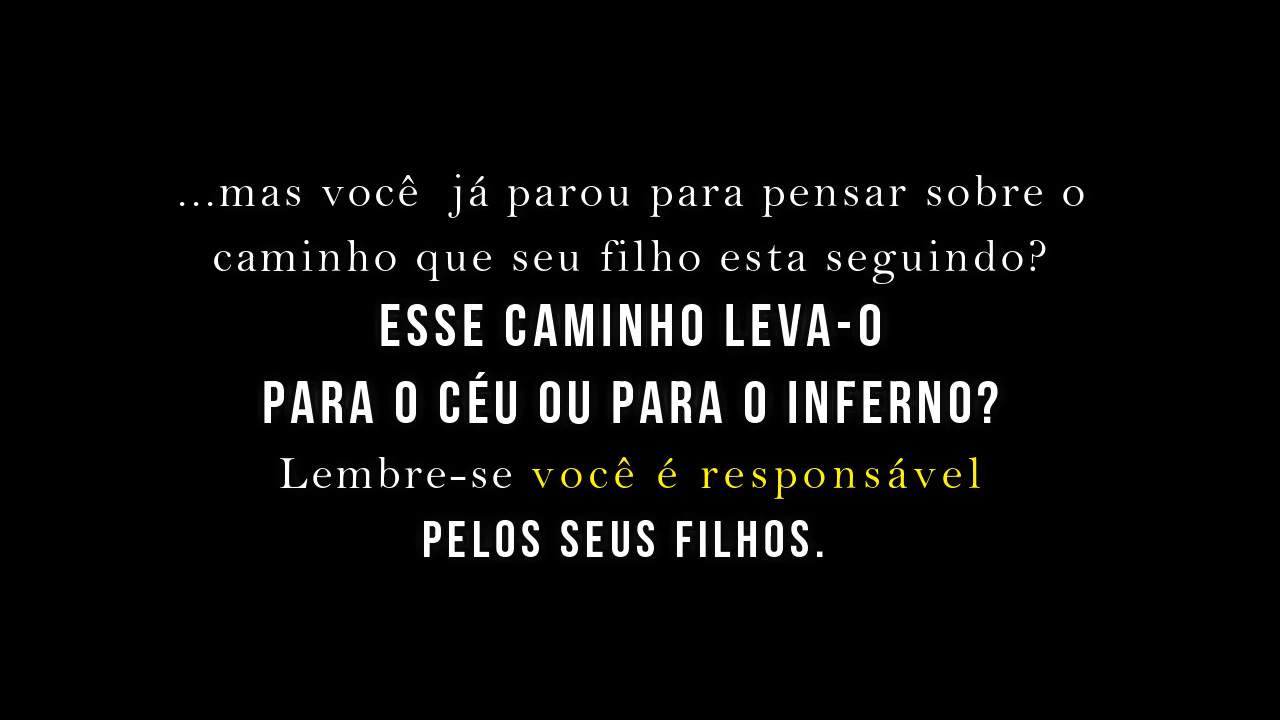 ...mas você já parou para pensar sobre o
caminho que seu filho esta seguindo?
ESSE CAMINHO LEVA-O
PARA O CÉU OU PARA O INFERNO?
Lembre-se você é responsável
PELOS SEUS FILHOS.